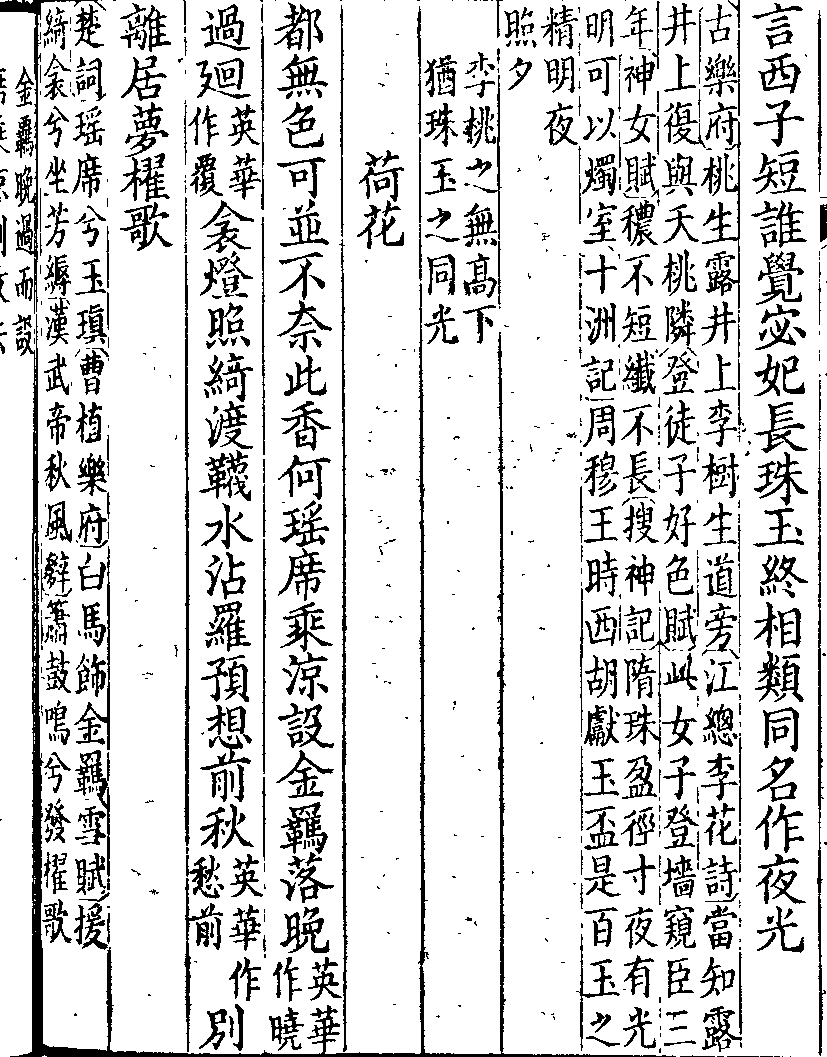 言西子短誰覺宓妃長珠玉終相類同名作夜光
古樂府桃生露井上李樹生道旁江總李花詩當知露
井上復與夭桃隣登徒子好色賦此女子登墻窺臣三
年神女賦穠不短纖不長搜神記隋珠盈徑寸夜有光
明可以燭室十洲記周穆王時西胡獻玉盃是百玉之
精明夜
照夕
李桃之無高下
猶珠玉之同光
荷花
都無色可並不奈此香何瑤席乘涼設金羈落晚
英華
作曉
過廻
英華
作覆
衾燈照綺渡韈水沾羅預想前秋
英華作
愁前
別
離居夢櫂歌
楚詞瑤席兮玉瑱曹植樂府白馬飾金羈雪賦援
綺衾兮坐芳縟漢武帝秋風辭簫鼓鳴兮發櫂歌
金羈晚過而設